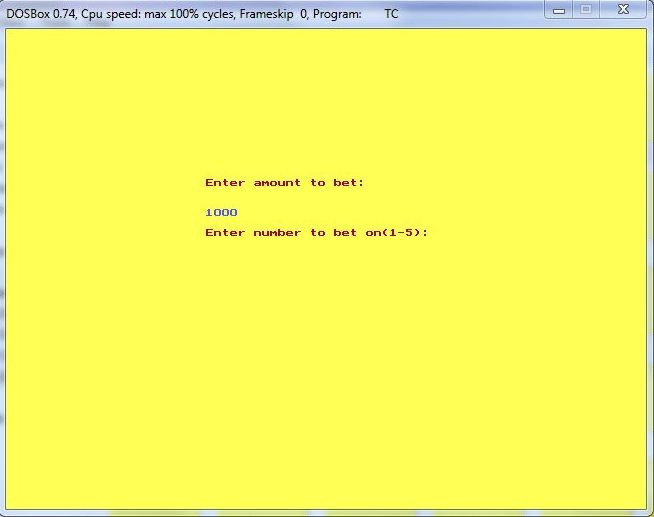 DOSBox 0.74, Cpu speed: max 100% cycles, Frameskip  0, Program:       TC
Enter amount to bet:
1000
Enter number to bet on(1-5):